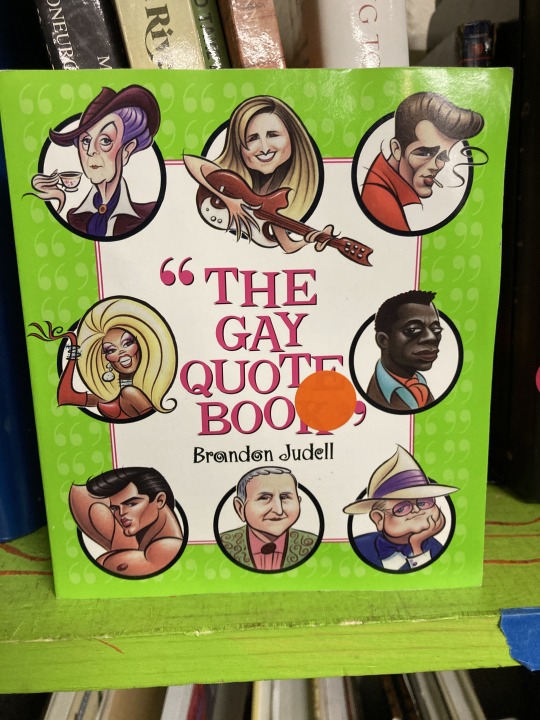 “THE
GAY
QUOTE
BOOK”
Brandon Judell